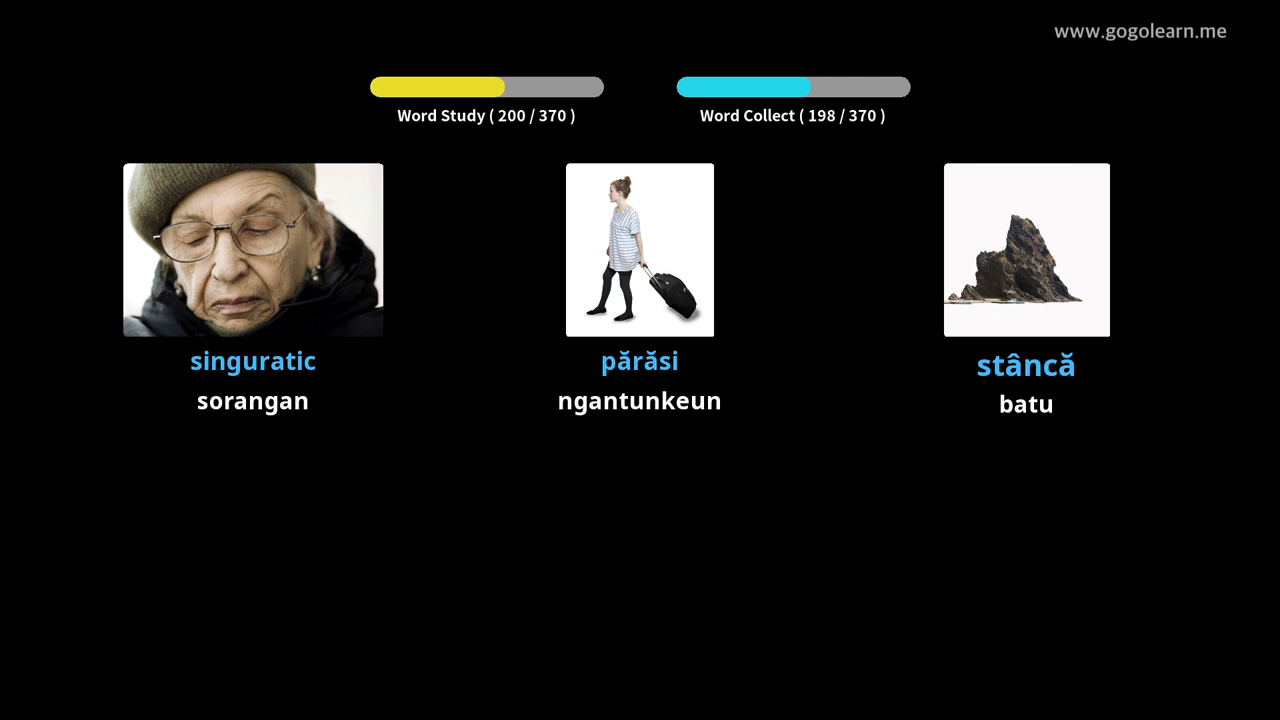 www.gogolearn.me
Word Study ( 200 / 370 )
Word Collect ( 198 / 370 )
singuratic
sorangan
părăsi
ngantunkeun
stâncă
batu